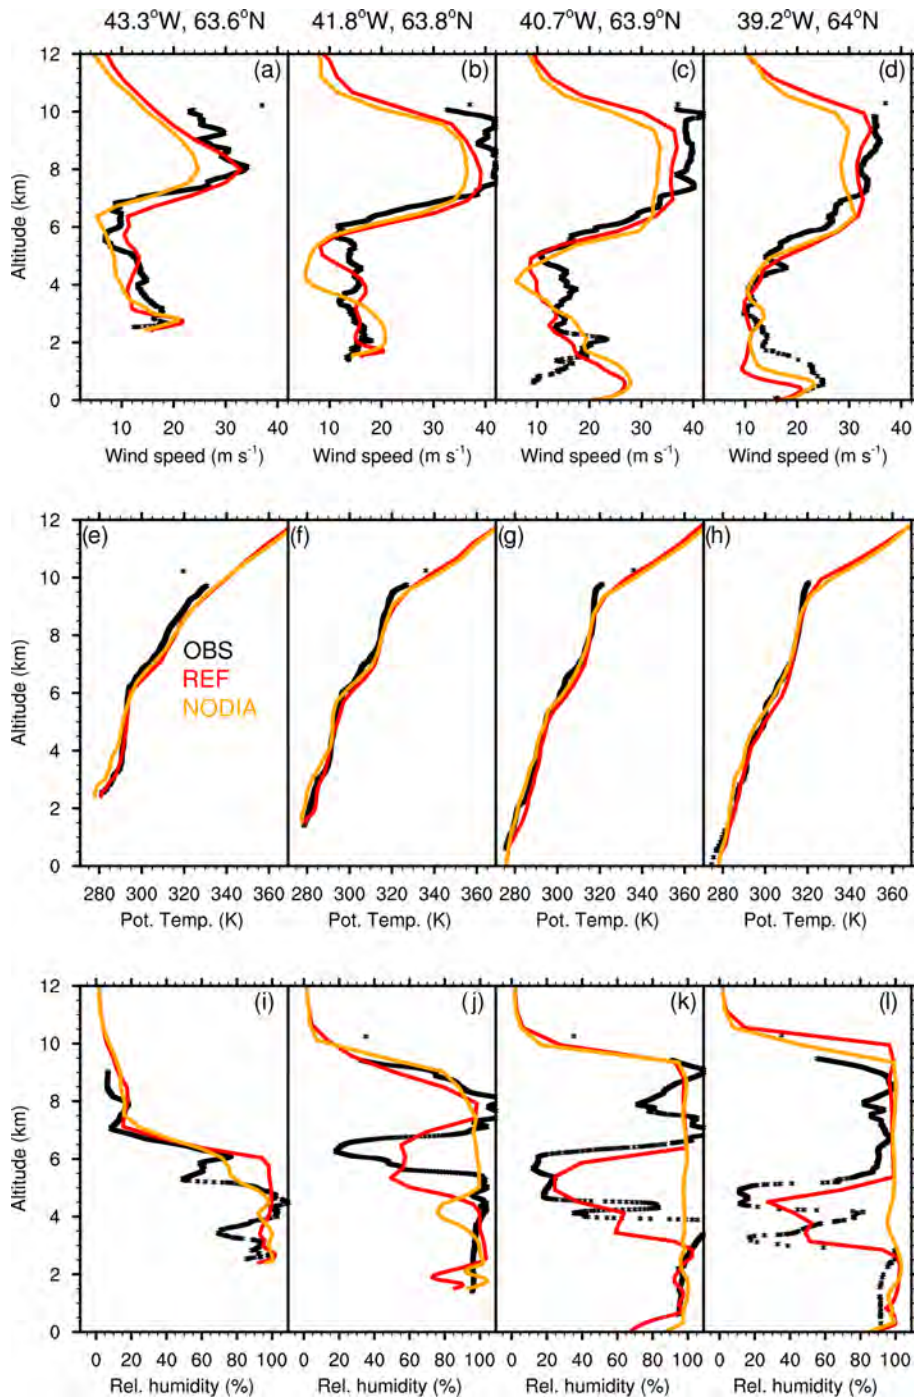 43.3°W, 63.6°N 41.8°W, 63.8°N 40.7°W, 63.9°N 39.2°W, 64°N
12 (a) (b) (c) (d)
10
8
6
4
2
0
Altitude (km)
10 20 30 40 10 20 30 40 10 20 30 40 10 20 30 40
Wind speed (m s⁻¹) Wind speed (m s⁻¹) Wind speed (m s⁻¹) Wind speed (m s⁻¹)
12 (e) (f) (g) (h)
10
8
6
4
2
0
Altitude (km)
OBS
REF
NODIA
280 300 320 340 360 280 300 320 340 360 280 300 320 340 360 280 300 320 340 360
Pot. Temp. (K) Pot. Temp. (K) Pot. Temp. (K) Pot. Temp. (K)
12 (i) (j) (k) (l)
10
8
6
4
2
0
Altitude (km)
0 20 40 60 80 100 0 20 40 60 80 100 0 20 40 60 80 100 0 20 40 60 80 100
Rel. humidity (%) Rel. humidity (%) Rel. humidity (%) Rel. humidity (%)